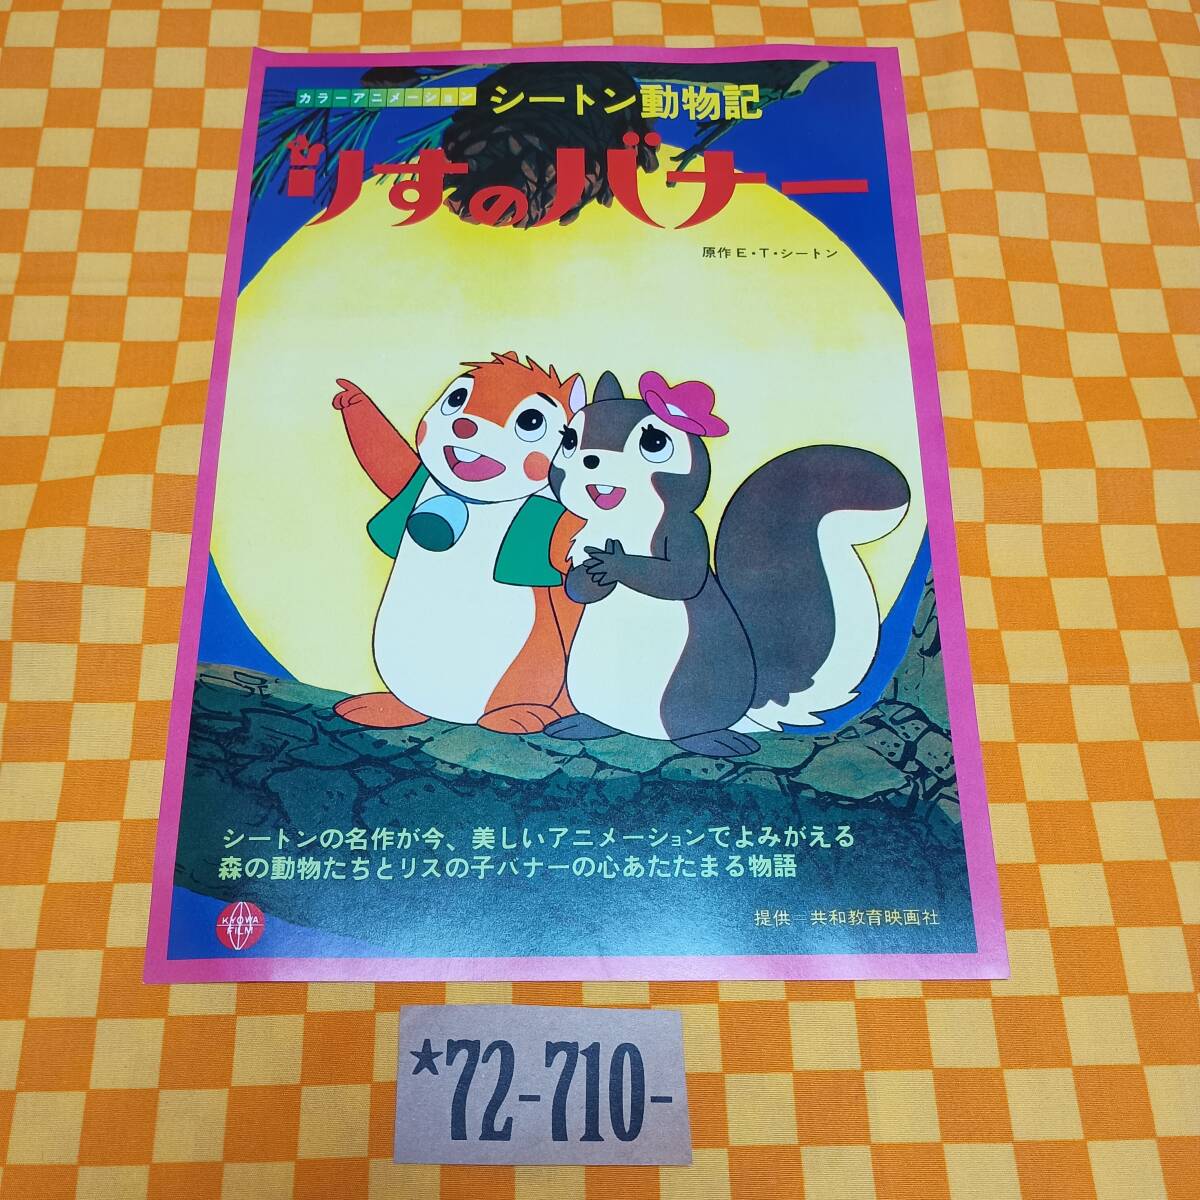 カラーアニメーション シートン動物記
りすのバナー
原作 E・T・シートン
シートンの名作が今、美しいアニメーションでよみがえる
森の動物たちとリスの子バナーの心あたたまる物語
KYOWA
FILM
提供=共和教育映画社
★72-710-